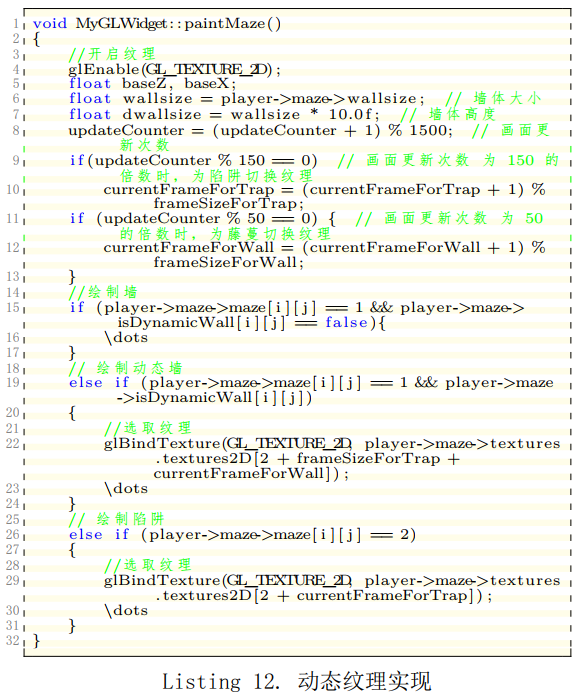 1 void MyGLWidget::paintMaze()
2 {
3 //开启纹理
4 glEnable(GL_TEXTURE_2D);
5 float baseZ, baseX;
6 float wallsize = player->maze->wallsize; // 墙体大小
7 float dwallsize = wallsize * 10.0f; // 墙体高度
8 updateCounter = (updateCounter + 1) % 1500; // 画面更
新次数
9 if(updateCounter % 150 == 0) // 画面更新次数 为 150 的
倍数时, 为陷阱切换纹理
10 currentFrameForTrap = (currentFrameForTrap + 1) %
frameSizeForTrap;
11 if (updateCounter % 50 == 0) { // 画面更新次数 为 50
的倍数时, 为藤蔓切换纹理
12 currentFrameForWall = (currentFrameForWall + 1) %
frameSizeForWall;
13 }
14 //绘制墙
15 if (player->maze->maze[i][j] == 1 && player->maze->
isDynamicWall[i][j] == false){
16 \dots
17 }
18 // 绘制动态墙
19 else if (player->maze->maze[i][j] == 1 && player->maze
->isDynamicWall[i][j])
20 {
21 //选取纹理
22 glBindTexture(GL_TEXTURE_2D, player->maze->textures
.textures2D[2 + frameSizeForTrap +
currentFrameForWall]);
23 \dots
24 }
25 // 绘制陷阱
26 else if (player->maze->maze[i][j] == 2)
27 {
28 //选取纹理
29 glBindTexture(GL_TEXTURE_2D, player->maze->textures
.textures2D[2 + currentFrameForTrap]);
30 \dots
31 }
32 }
Listing 12. 动态纹理实现